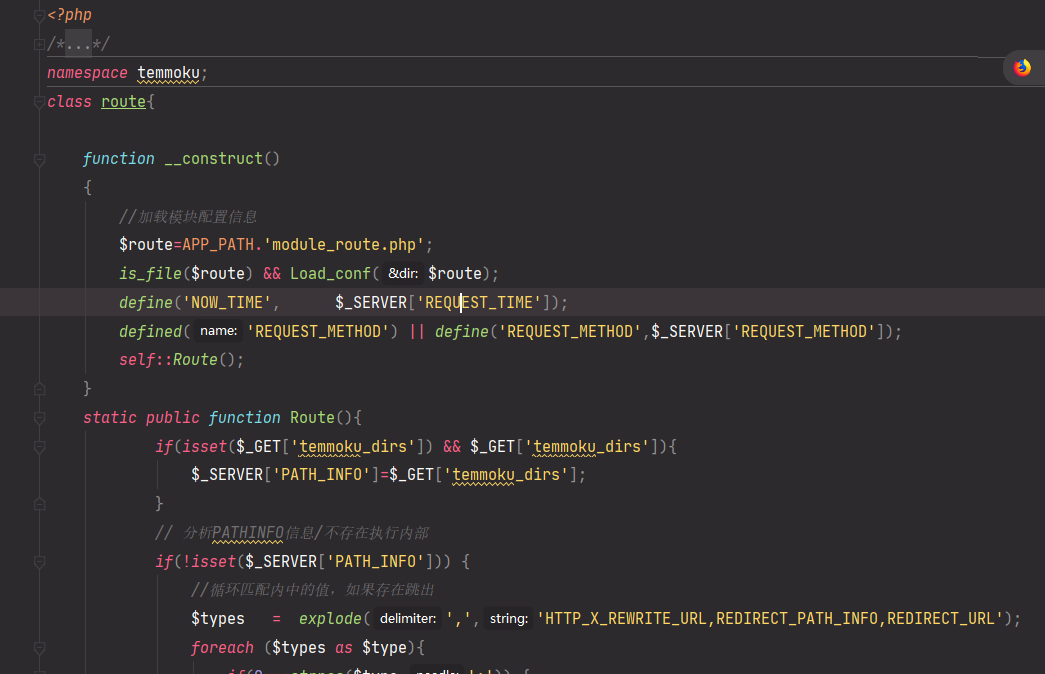 <?php
/*...*/
namespace temmoku;
class route{
function __construct()
{
//加载模块配置信息
$route=APP_PATH.'module_route.php';
is_file($route) && Load_conf( &dir: $route);
define('NOW_TIME',      $_SERVER['REQUEST_TIME']);
defined( name: 'REQUEST_METHOD') || define('REQUEST_METHOD',$_SERVER['REQUEST_METHOD']);
self::Route();
}
static public function Route(){
if(isset($_GET['temmoku_dirs']) && $_GET['temmoku_dirs']){
$_SERVER['PATH_INFO']=$_GET['temmoku_dirs'];
}
// 分析PATHINFO信息/不存在执行内部
if(!isset($_SERVER['PATH_INFO'])) {
//循环匹配内中的值，如果存在跳出
$types   =  explode( delimiter: ',', string: 'HTTP_X_REWRITE_URL,REDIRECT_PATH_INFO,REDIRECT_URL');
foreach ($types as $type){